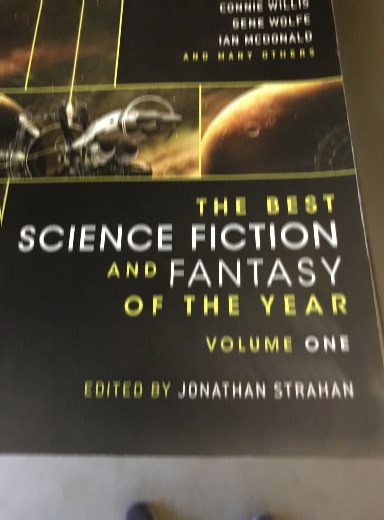 CONNIE WILLIS
GENE WOLFE
IAN MCDONALD
AND MANY OTHERS
THE BEST
SCIENCE FICTION
AND FANTASY
OF THE YEAR
VOLUME ONE
EDITED BY JONATHAN STRAHAN